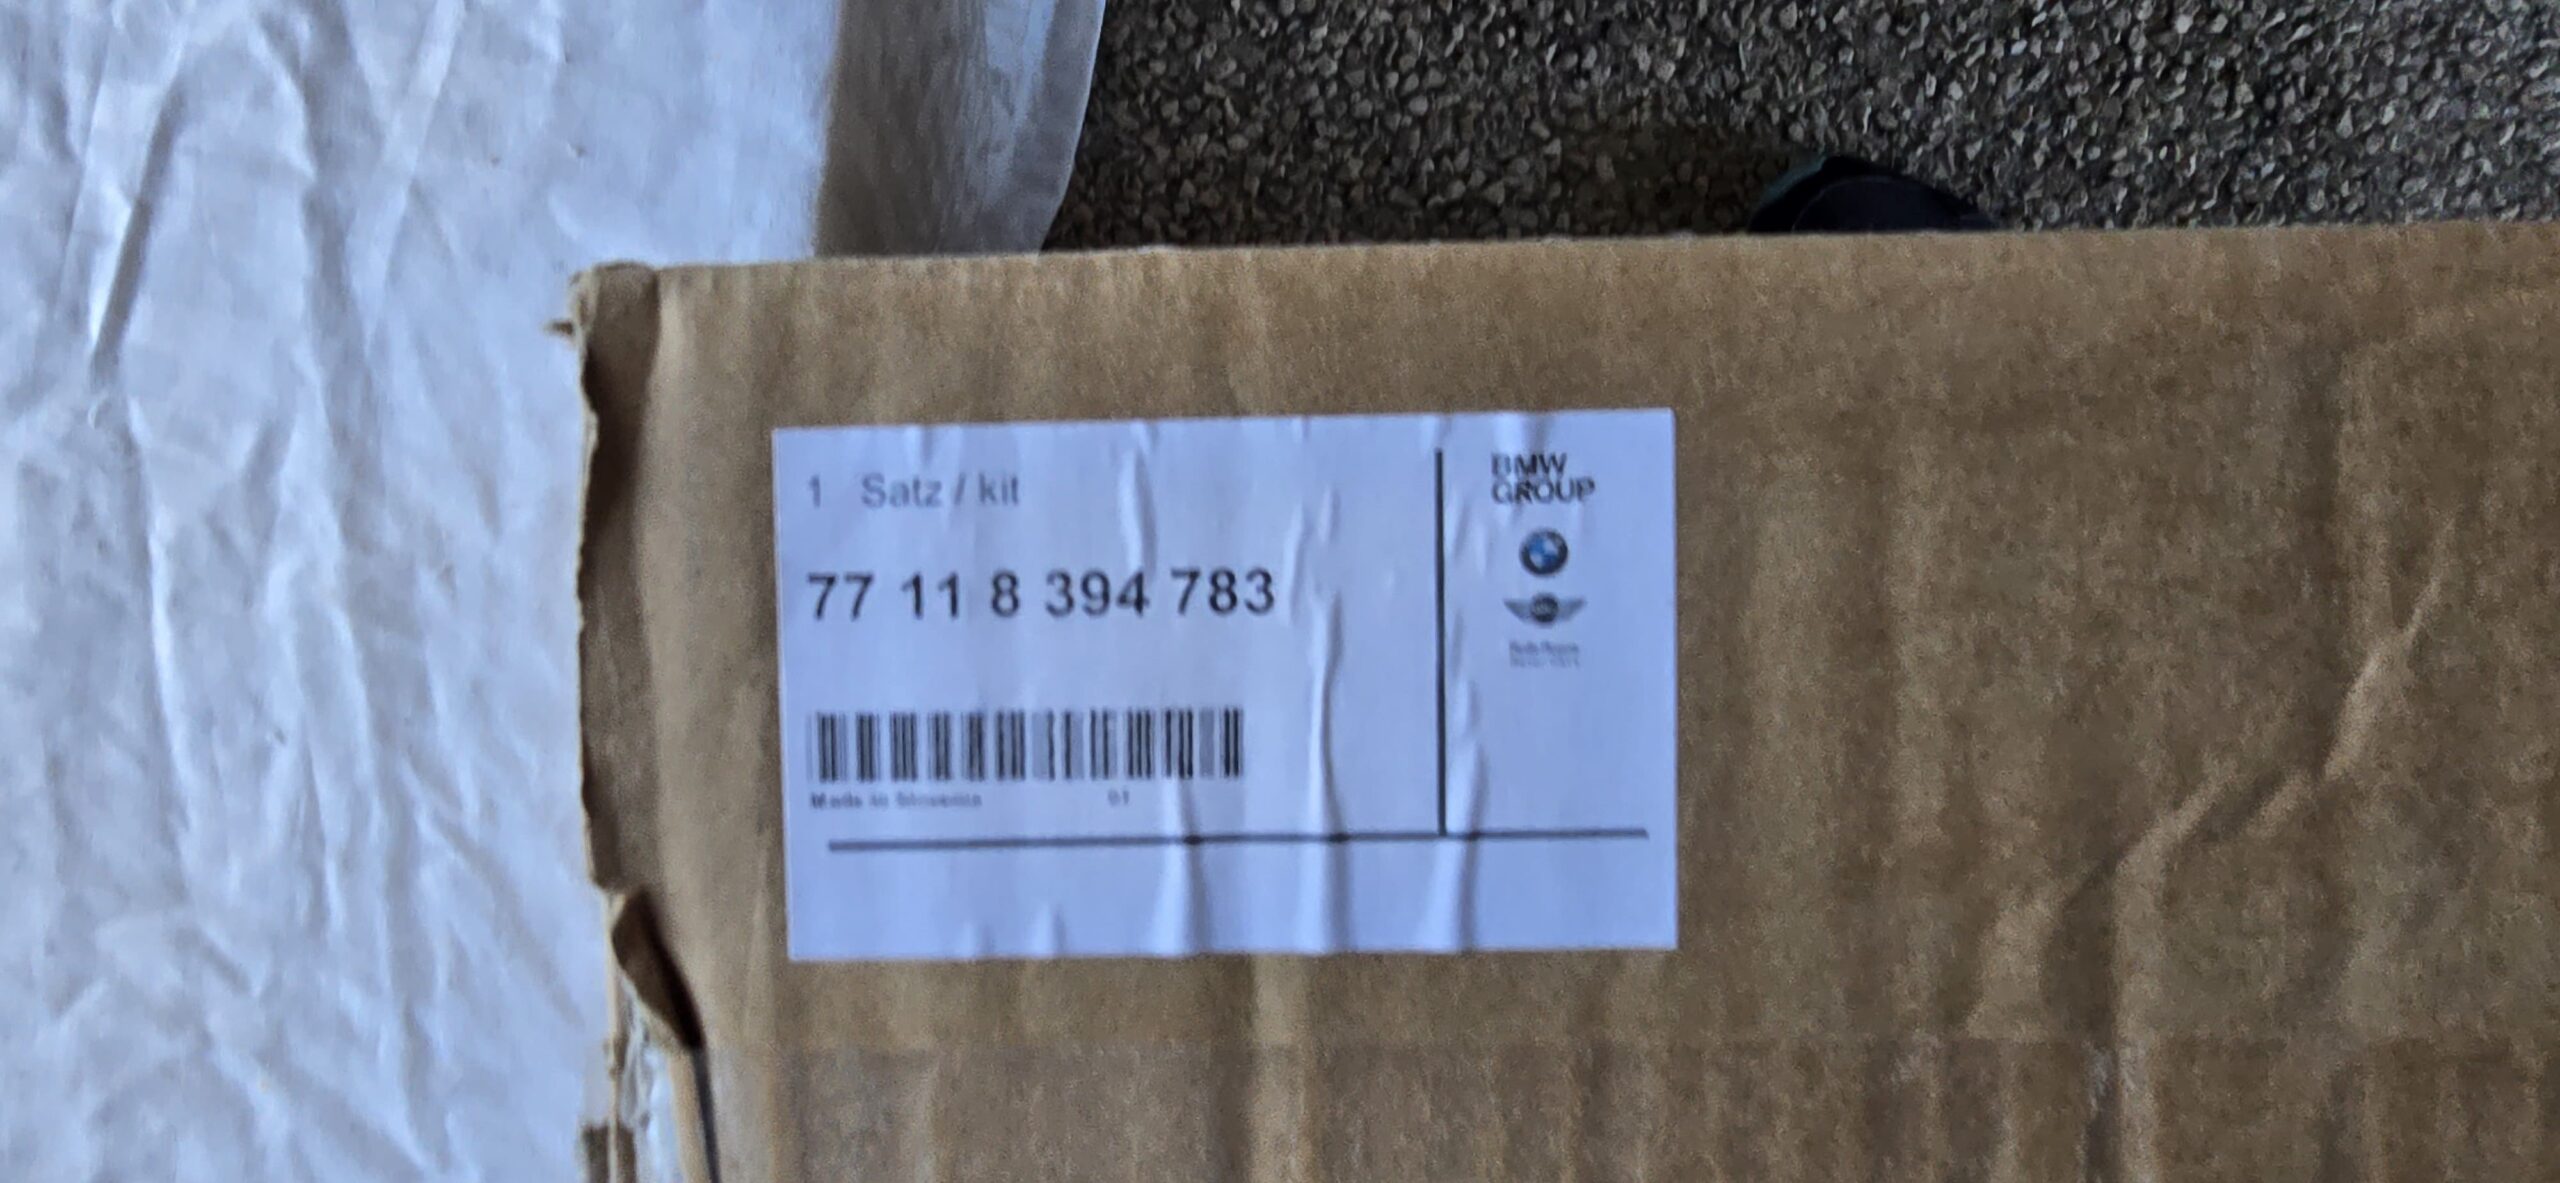 1 Satz / kit
77 11 8 394 783
Made in Slovenia 01
BMW
GROUP